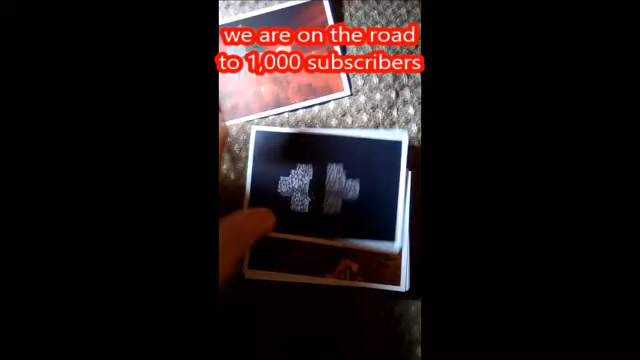 we are on the road
to 1,000 subscribers